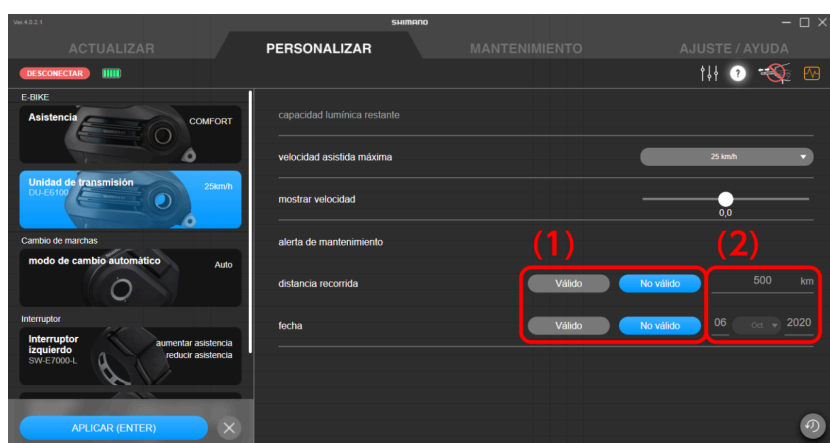 Ver.4.0.2.1
SHIMANO
ACTUALIZAR
PERSONALIZAR
MANTENIMIENTO
AJUSTE / AYUDA
DESCONECTAR
?
E-BIKE
Asistencia
COMFORT
Unidad de transmisión
DU-E6100
25km/h
Cambio de marchas
modo de cambio automático
Auto
Interruptor
Interruptor izquierdo
SW-E7000-L
aumentar asistencia
reducir asistencia
APLICAR (ENTER)
capacidad lumínica restante
velocidad asistida máxima
25 km/h
mostrar velocidad
0,0
alerta de mantenimiento
(1)
(2)
distancia recorrida
Válido
No válido
500 km
fecha
Válido
No válido
06 Oct 2020